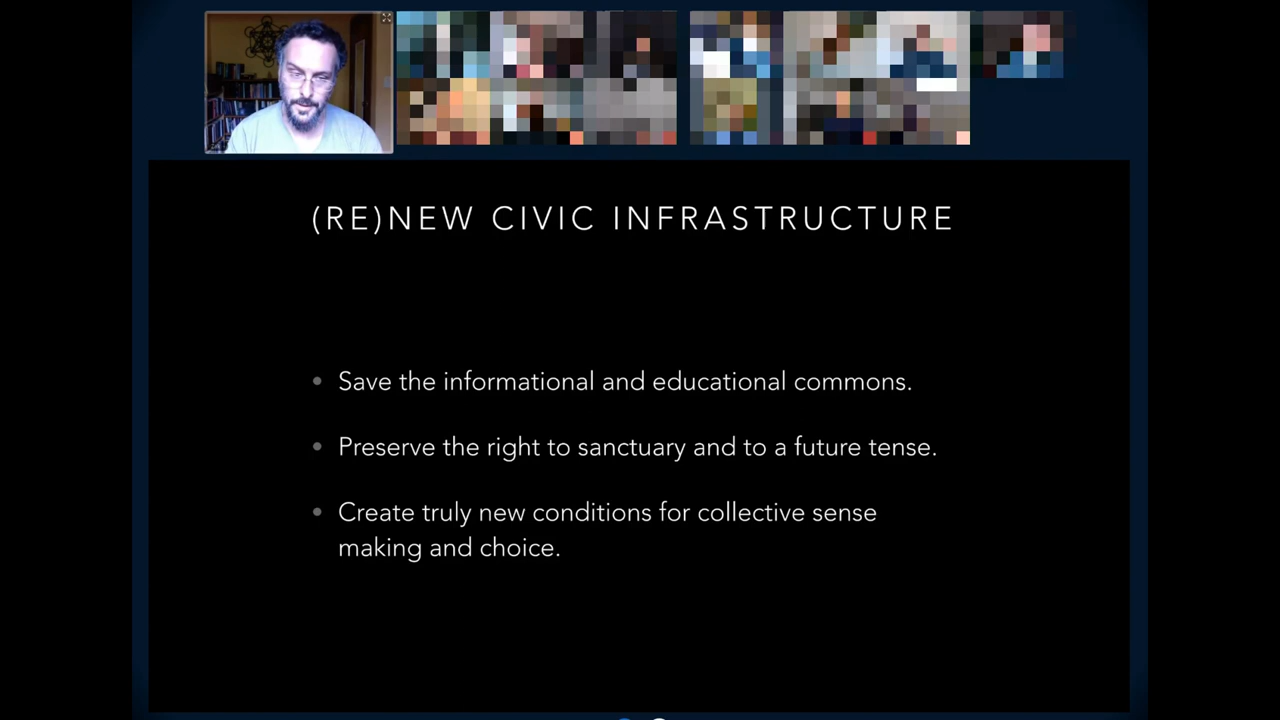 (RE)NEW CIVIC INFRASTRUCTURE
• Save the informational and educational commons.
• Preserve the right to sanctuary and to a future tense.
• Create truly new conditions for collective sense
making and choice.